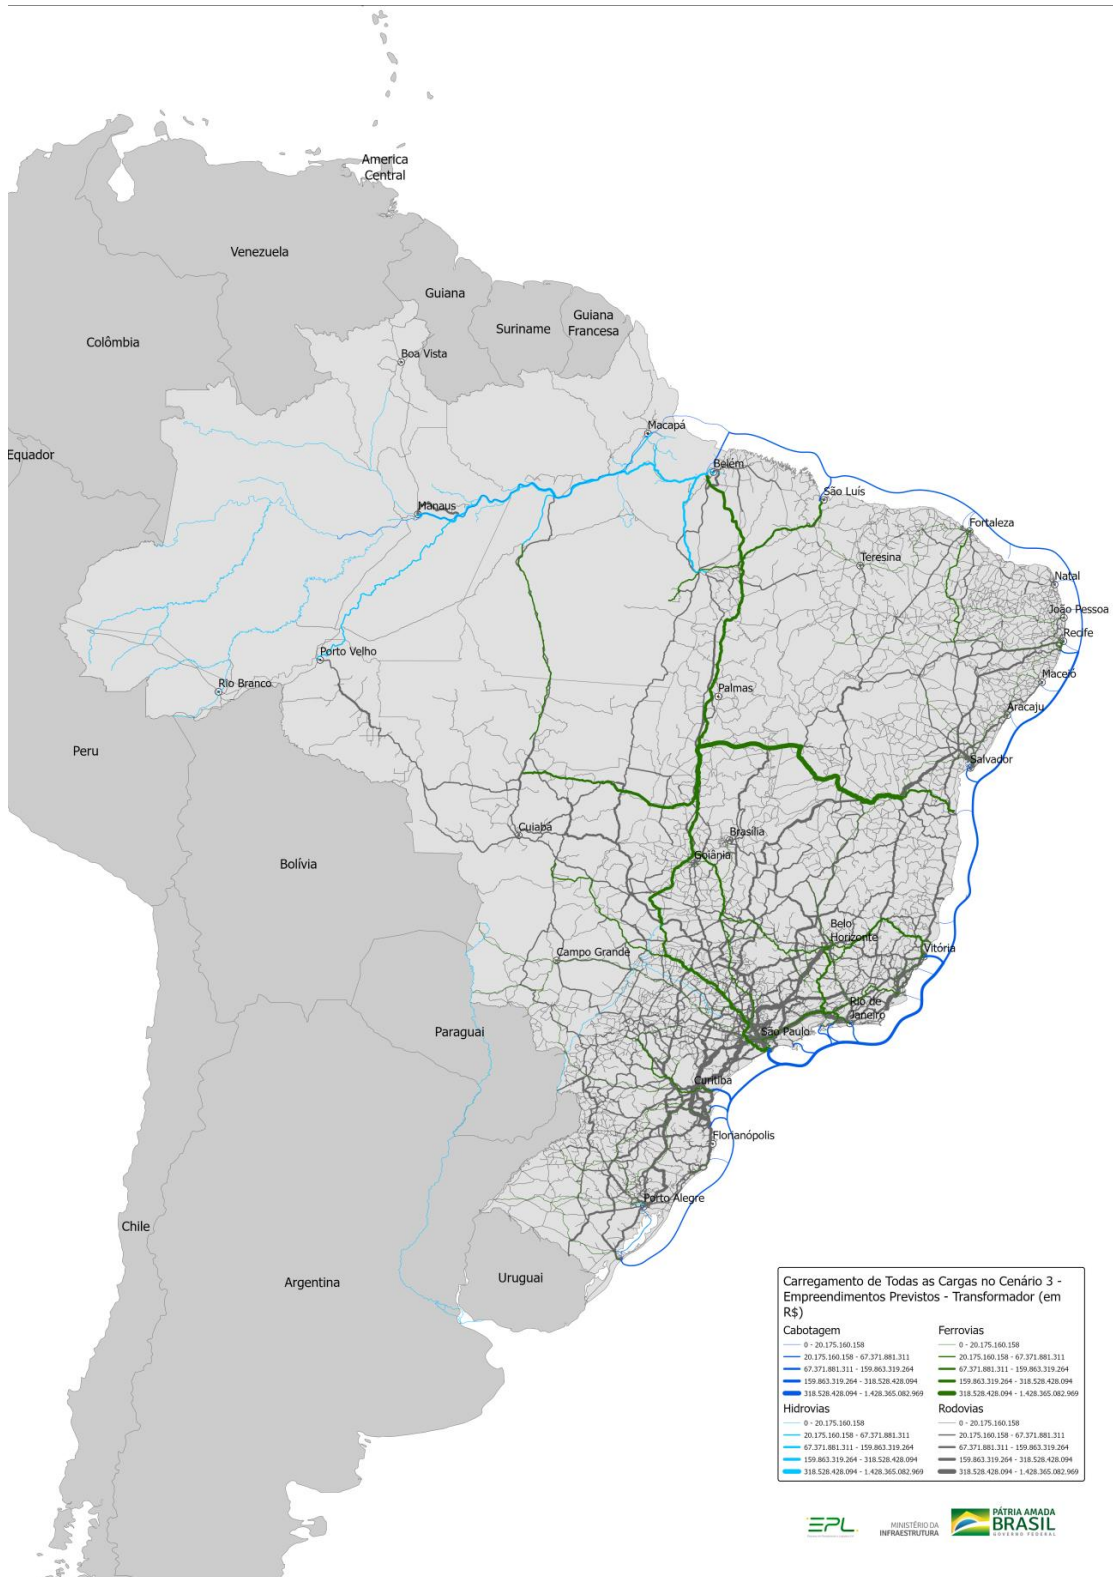 America
Central
Venezuela
Guiana
Suriname
Guiana
Francesa
Colômbia
Boa Vista
Macapá
Equador
Belém
São Luís
Manaus
Fortaleza
Teresina
Natal
João Pessoa
Recife
Porto Velho
Maceió
Rio Branco
Palmas
Aracaju
Peru
Salvador
Cuiabá
Brasília
Goiânia
Bolívia
Belo
Horizonte
Vitória
Campo Grande
Rio de
Janeiro
Paraguai
São Paulo
Curitiba
Florianópolis
Porto Alegre
Chile
Argentina
Uruguai
Carregamento de Todas as Cargas no Cenário 3 -
Empreendimentos Previstos - Transformador (em
R$)
Cabotagem
0 - 20.175.160.158
20.175.160.158 - 67.371.881.311
67.371.881.311 - 159.863.319.264
159.863.319.264 - 318.528.428.094
318.528.428.094 - 1.428.365.082.969
Ferrovias
0 - 20.175.160.158
20.175.160.158 - 67.371.881.311
67.371.881.311 - 159.863.319.264
159.863.319.264 - 318.528.428.094
318.528.428.094 - 1.428.365.082.969
Hidrovias
0 - 20.175.160.158
20.175.160.158 - 67.371.881.311
67.371.881.311 - 159.863.319.264
159.863.319.264 - 318.528.428.094
318.528.428.094 - 1.428.365.082.969
Rodovias
0 - 20.175.160.158
20.175.160.158 - 67.371.881.311
67.371.881.311 - 159.863.319.264
159.863.319.264 - 318.528.428.094
318.528.428.094 - 1.428.365.082.969
EPL
MINISTÉRIO DA
INFRAESTRUTURA
PÁTRIA AMADA
BRASIL
GOVERNO FEDERAL